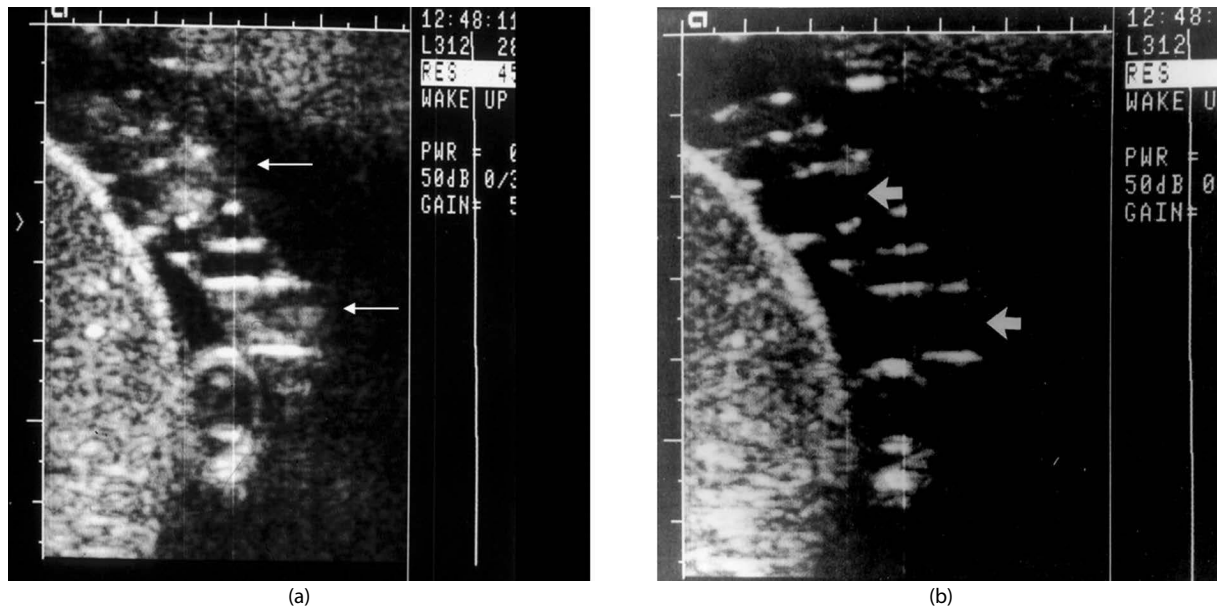 12:48:11
L312 28
RES 45
WAKE UP
PWR = 0
50dB 0/3
GAIN= 5
(a)
12:48:
L312
RES
WAKE U
PWR =
50dB 0
GAIN=
(b)